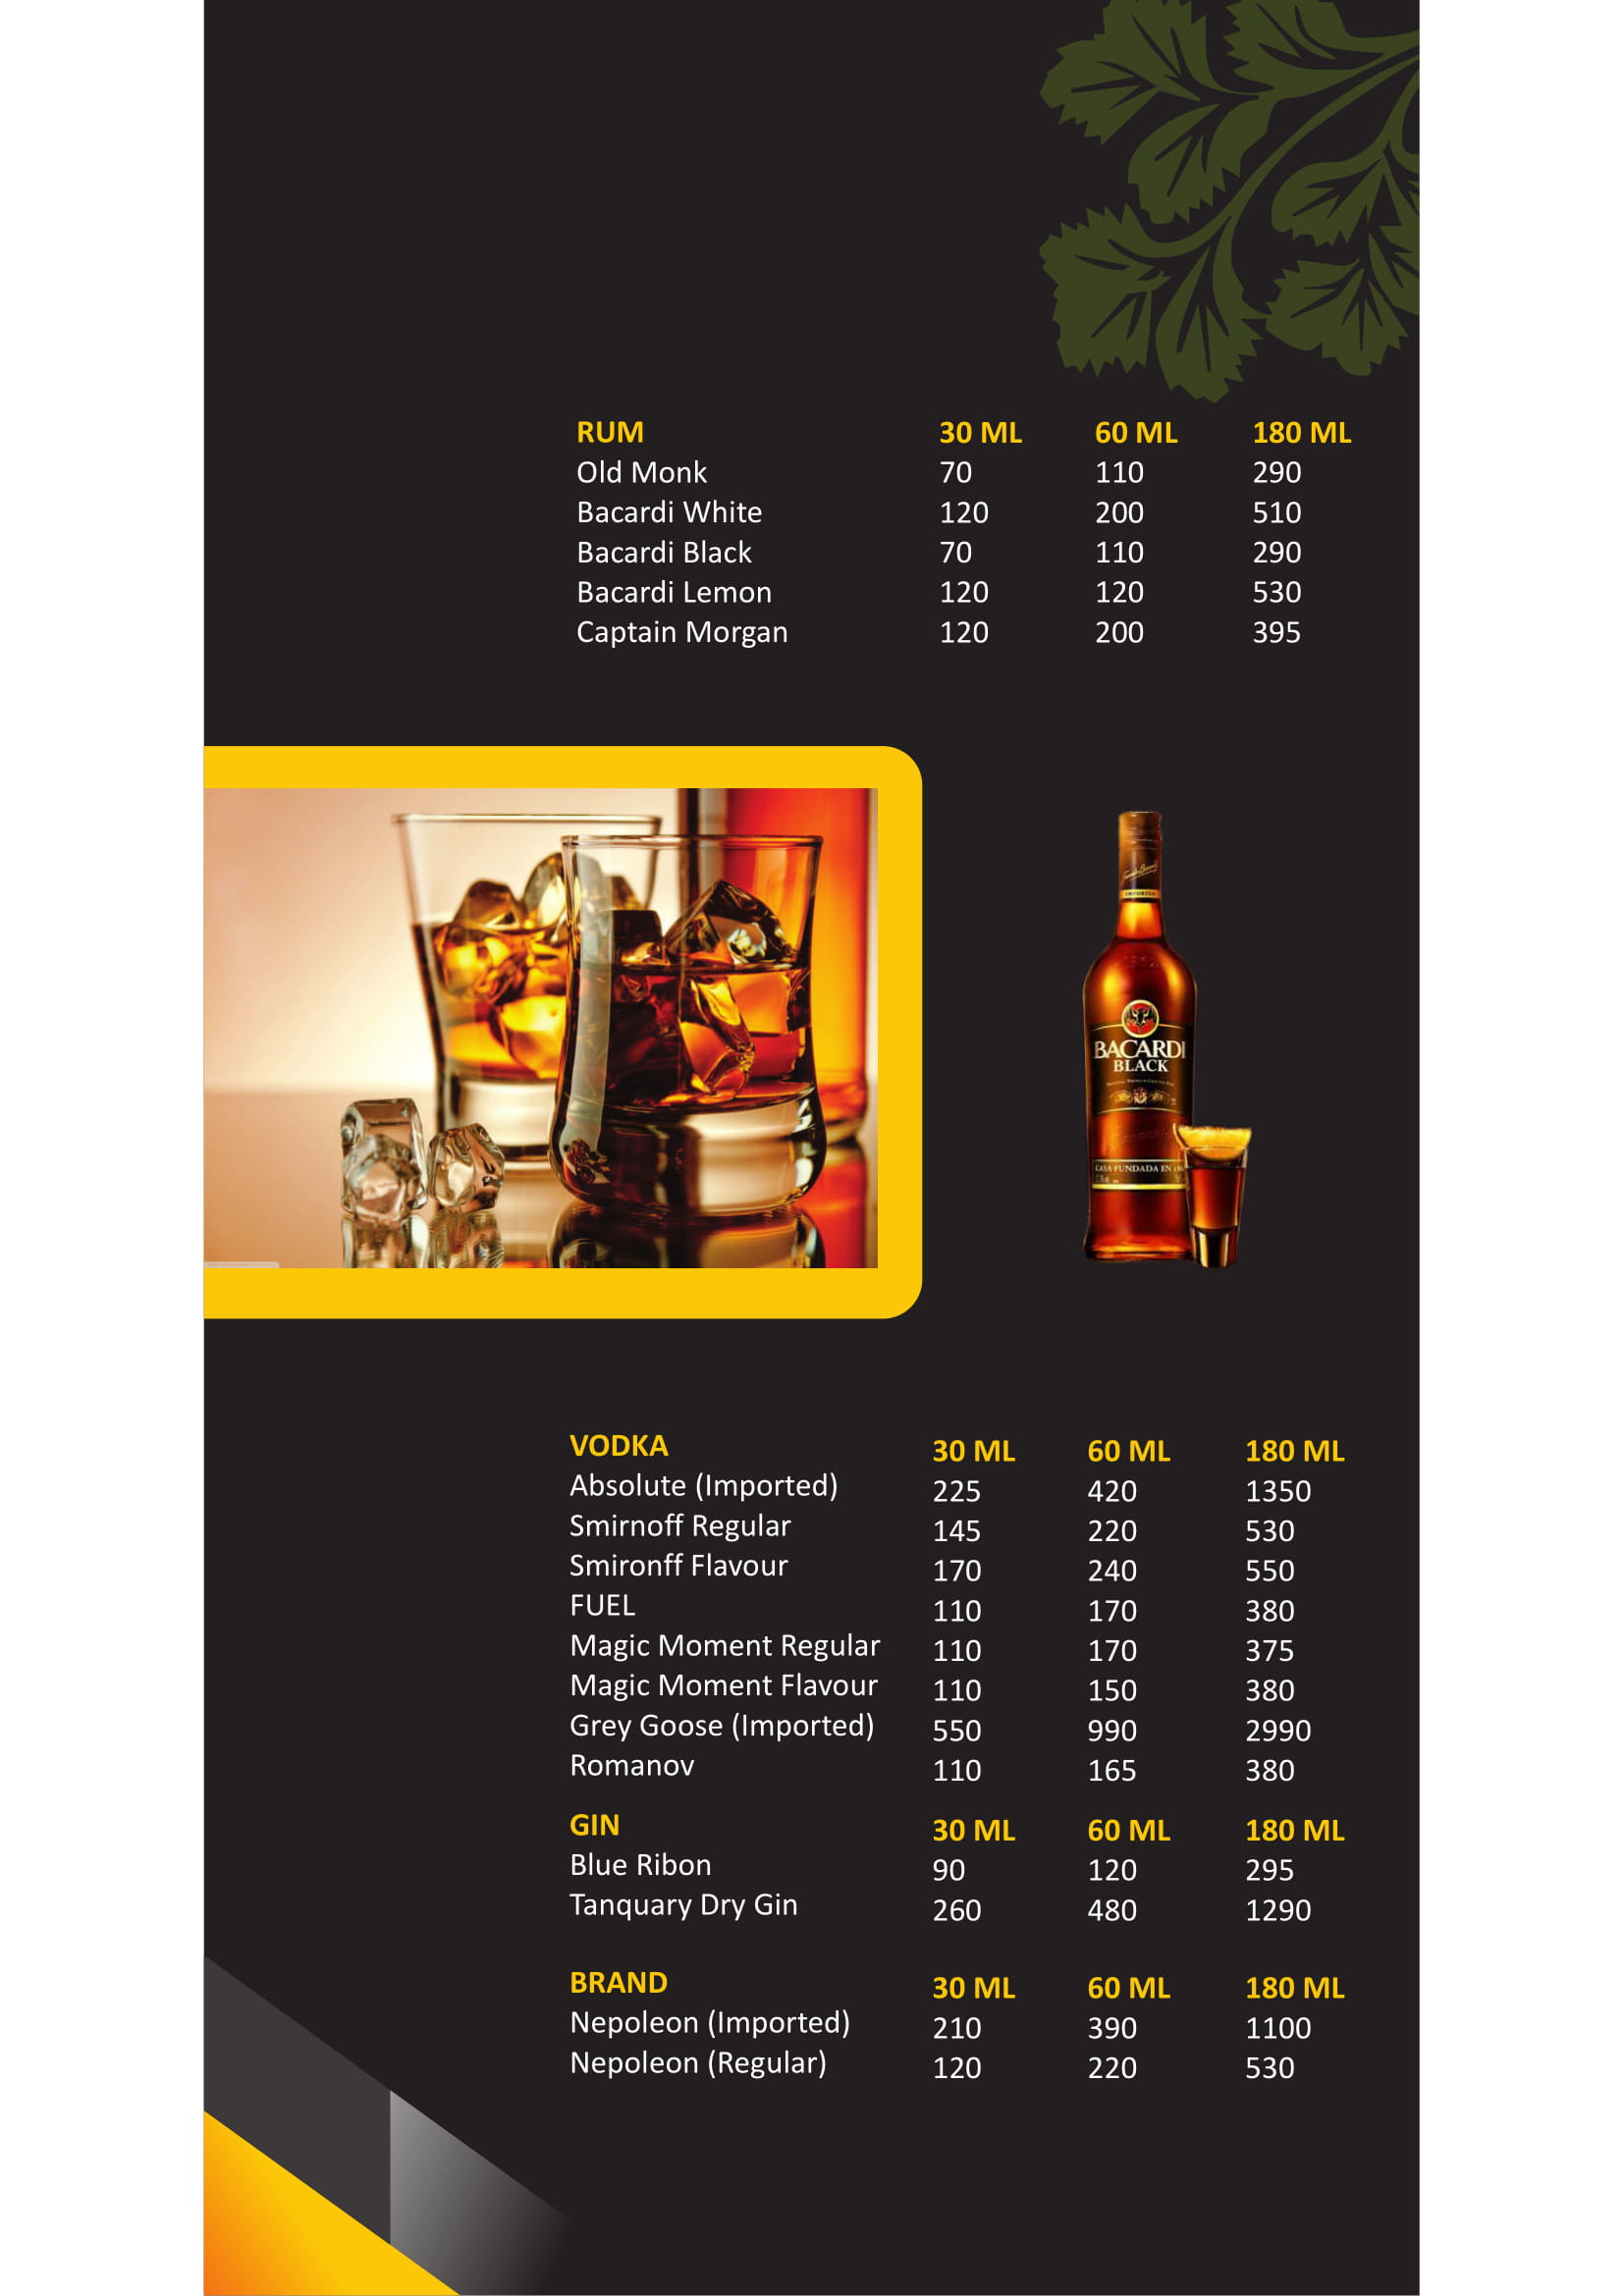 RUM 30 ML 60 ML 180 ML
Old Monk 70 110 290
Bacardi White 120 200 510
Bacardi Black 70 110 290
Bacardi Lemon 120 120 530
Captain Morgan 120 200 395
IMPORTED
BACARDI
BLACK
CASA FUNDADA EN
VODKA 30 ML 60 ML 180 ML
Absolute (Imported) 225 420 1350
Smirnoff Regular 145 220 530
Smironff Flavour 170 240 550
FUEL 110 170 380
Magic Moment Regular 110 170 375
Magic Moment Flavour 110 150 380
Grey Goose (Imported) 550 990 2990
Romanov 110 165 380
GIN 30 ML 60 ML 180 ML
Blue Ribon 90 120 295
Tanquary Dry Gin 260 480 1290
BRAND 30 ML 60 ML 180 ML
Nepoleon (Imported) 210 390 1100
Nepoleon (Regular) 120 220 530